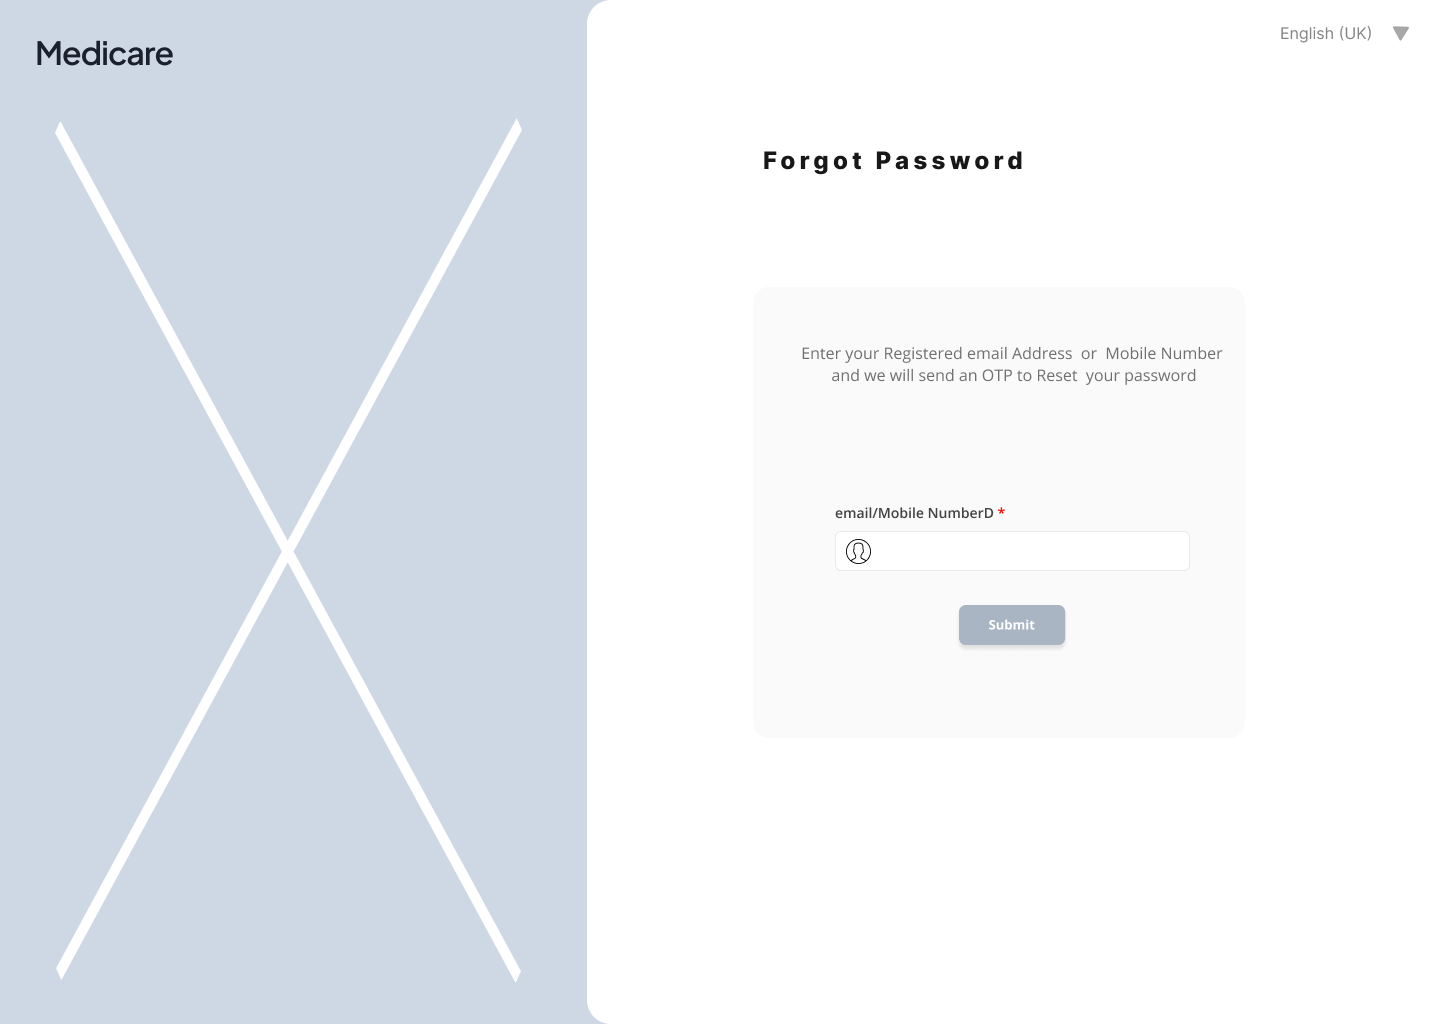 Medicare
English (UK)
Forgot Password
Enter your Registered email Address  or  Mobile Number
and we will send an OTP to Reset  your password
email/Mobile NumberD *
Submit